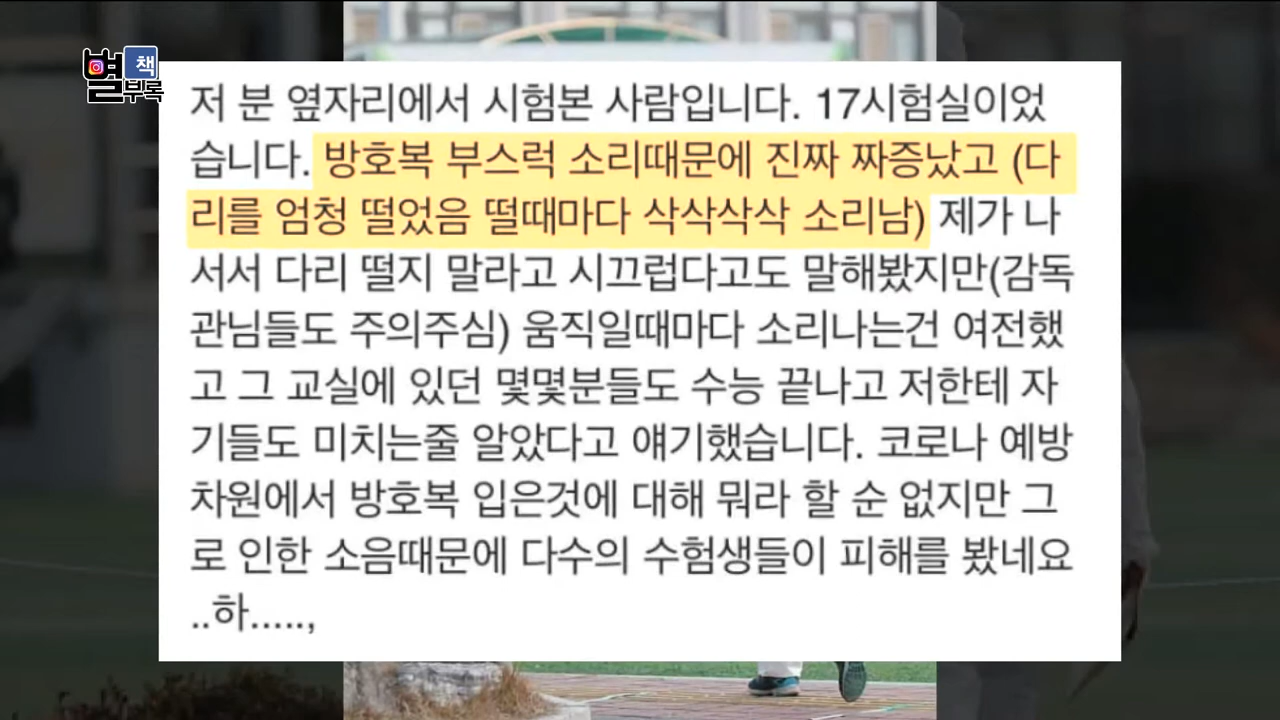 별책부록
저 분 옆자리에서 시험본 사람입니다. 17시험실이었
습니다. 방호복 부스럭 소리때문에 진짜 짜증났고 (다
리를 엄청 떨었음 떨때마다 삭삭삭삭 소리남) 제가 나
서서 다리 떨지 말라고 시끄럽다고도 말해봤지만(감독
관님들도 주의주심) 움직일때마다 소리나는건 여전했
고 그 교실에 있던 몇몇분들도 수능 끝나고 저한테 자
기들도 미치는줄 알았다고 얘기했습니다. 코로나 예방
차원에서 방호복 입은것에 대해 뭐라 할 순 없지만 그
로 인한 소음때문에 다수의 수험생들이 피해를 봤네요
..하.....,